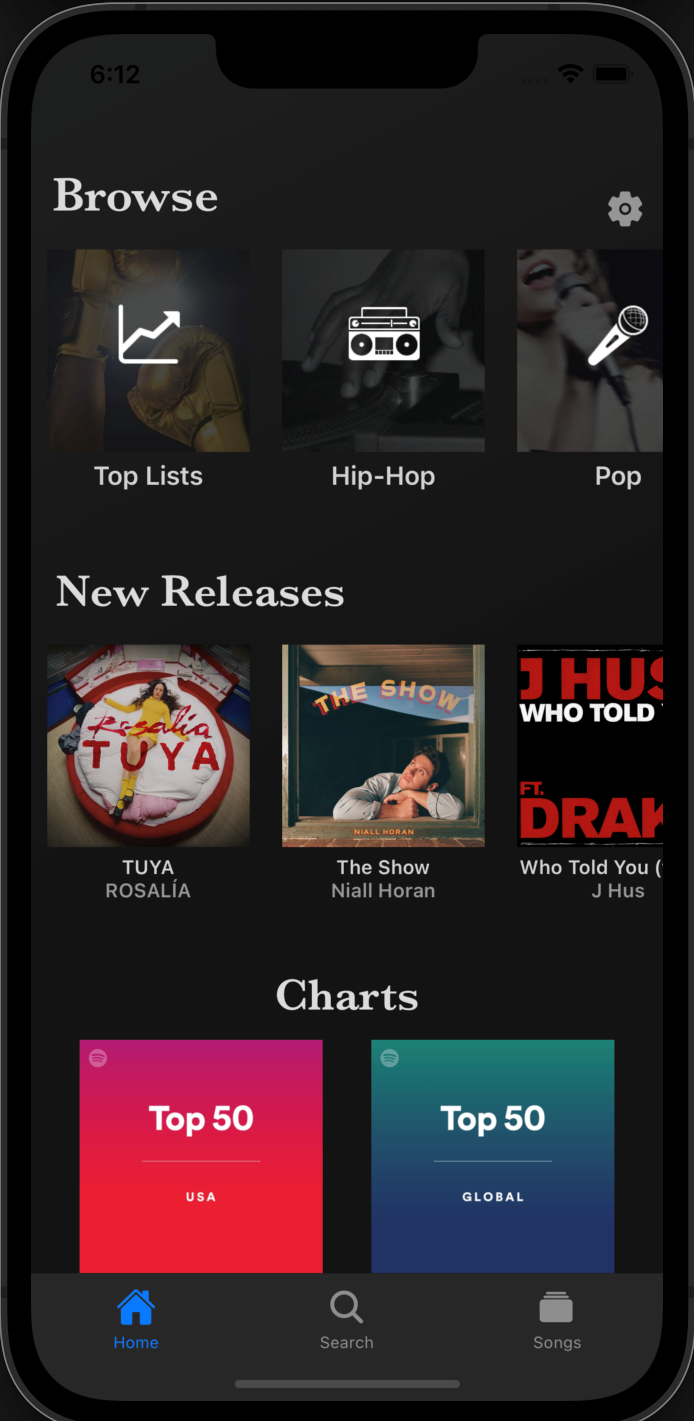 6:12
Browse
Top Lists
Hip-Hop
Pop
New Releases
Rosalía
TUYA
THE SHOW
NIALL HORAN
J HUS
WHO TOLD
FT.
DRAK
TUYA
ROSALÍA
The Show
Niall Horan
Who Told You (
J Hus
Charts
Top 50
USA
Top 50
GLOBAL
Home
Search
Songs